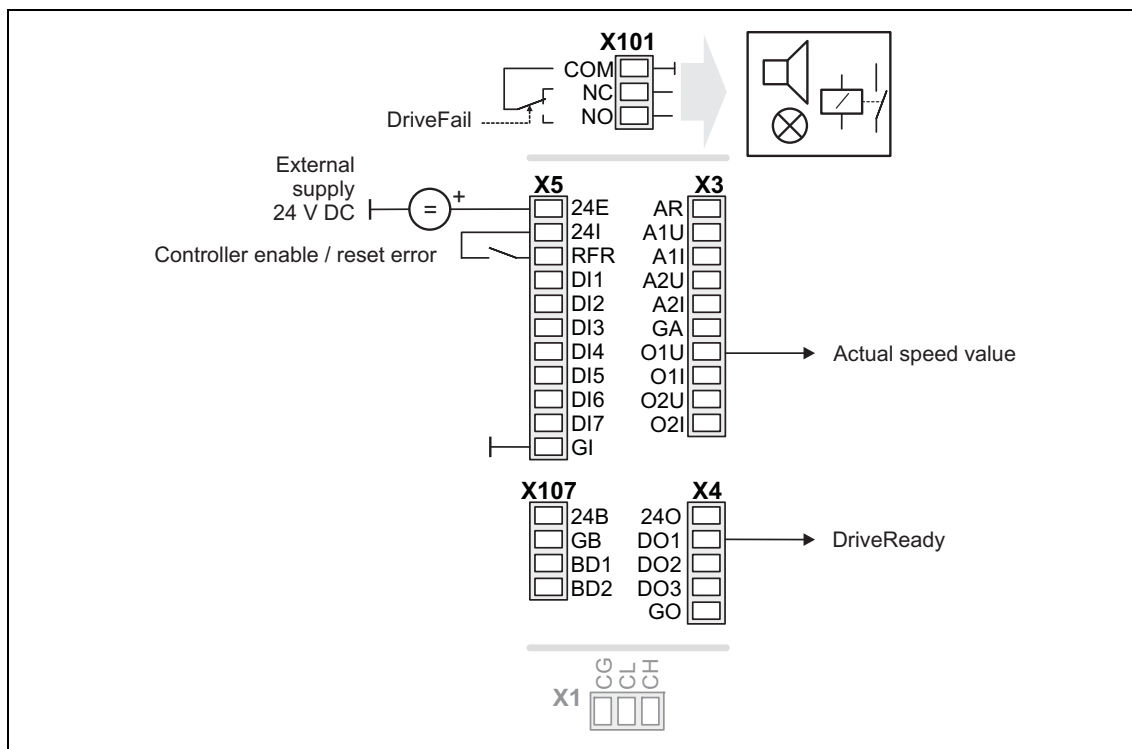 X101
COM
NC
NO
DriveFail
External
supply
24 V DC
=
+
X5
24E
24I
RFR
DI1
DI2
DI3
DI4
DI5
DI6
DI7
GI
Controller enable / reset error
X3
AR
A1U
A1I
A2U
A2I
GA
O1U
O1I
O2U
O2I
Actual speed value
X107
24B
GB
BD1
BD2
X4
24O
DO1
DO2
DO3
GO
DriveReady
X1
CG
CL
CH